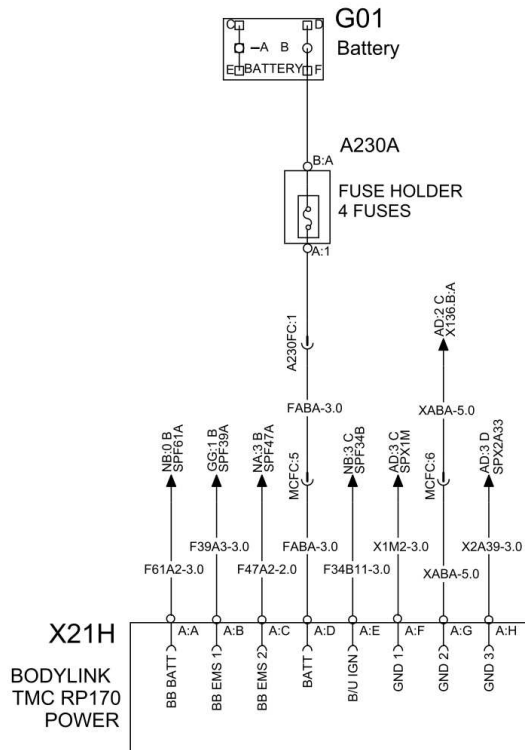 G01
Battery
C D
A B
E BATTERY F
A230A
B:A
FUSE HOLDER
4 FUSES
A:1
A230FC:1
AD:2 C
X136.B:A
FABA-3.0
XABA-5.0
NB:0 B
SPF61A
GG:1 B
SPF39A
NA:3 B
SPF47A
MCFC:5
NB:3 C
SPF34B
AD:3 C
SPX1M
MCFC:6
AD:3 D
SPX2A33
F61A2-3.0
F39A3-3.0
F47A2-2.0
FABA-3.0
F34B11-3.0
X1M2-3.0
XABA-5.0
X2A39-3.0
X21H
A:A
A:B
A:C
A:D
A:E
A:F
A:G
A:H
BODYLINK
TMC RP170
POWER
BB BATT
BB EMS 1
BB EMS 2
BATT
B/U IGN
GND 1
GND 2
GND 3